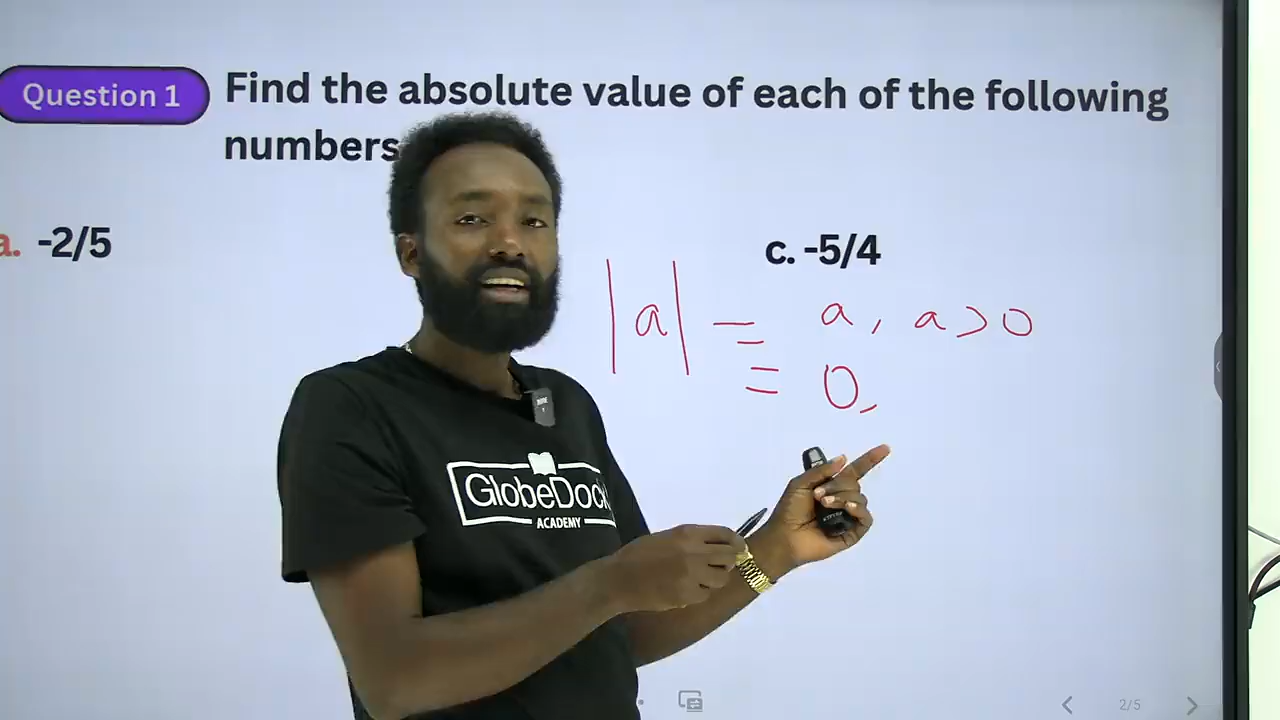 Question 1
Find the absolute value of each of the following
numbers
a. -2/5
c. -5/4
|a| = a, a > 0
= 0,
GlobeDock
ACADEMY
2/5